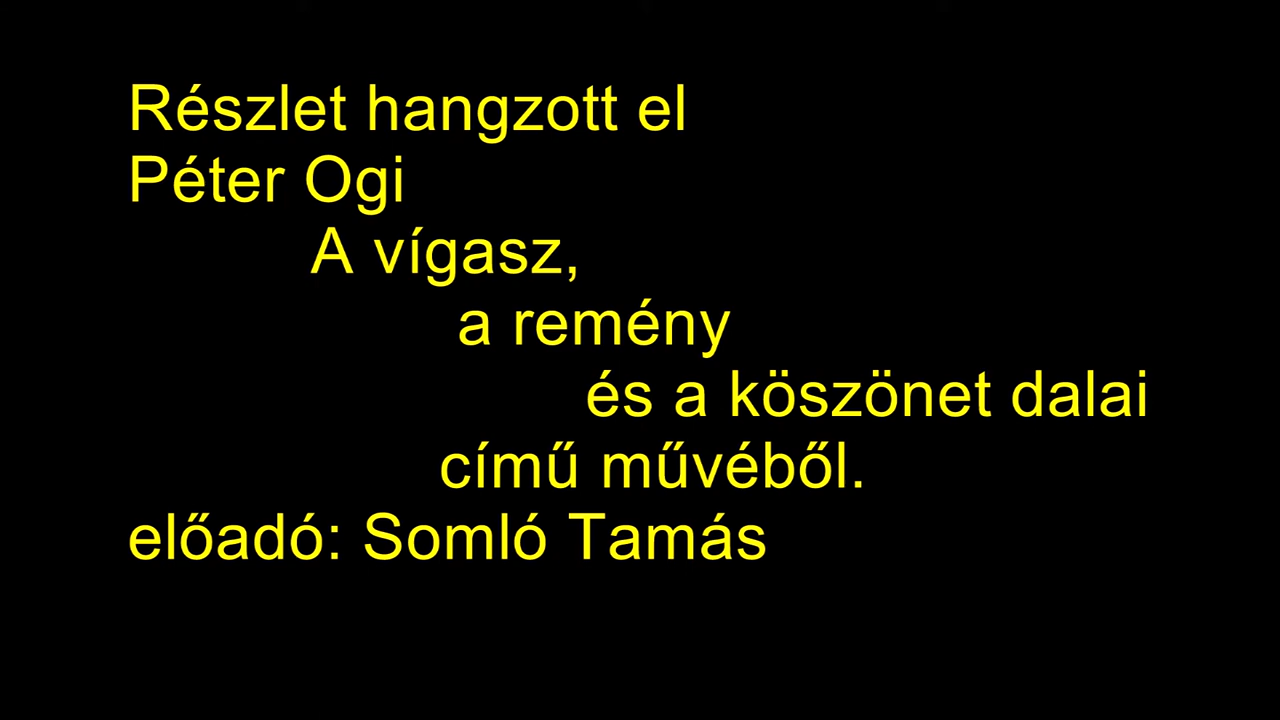 Részlet hangzott el
Péter Ogi
A vígasz,
a remény
és a köszönet dalai
című művéből.
előadó: Somló Tamás